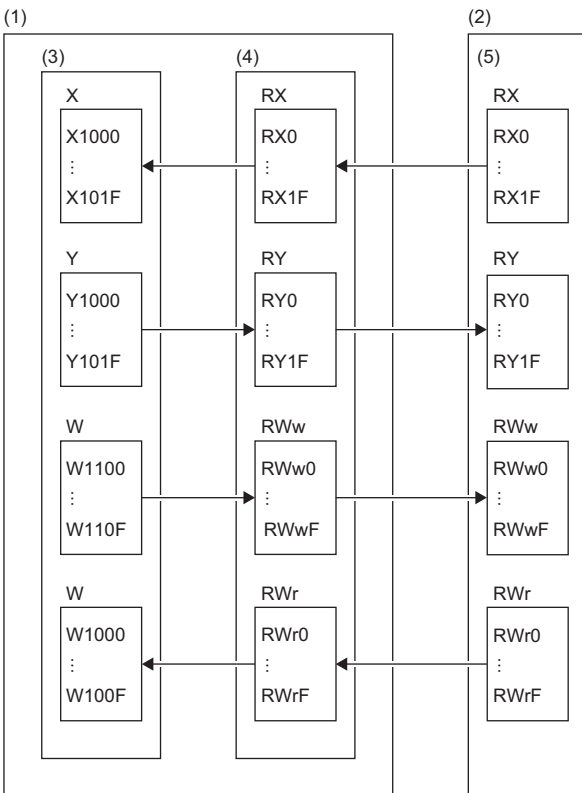 (1) (2)
(3) (4) (5)
X RX RX
X1000 RX0 RX0
⋮ ⋮ ⋮
X101F RX1F RX1F
Y RY RY
Y1000 RY0 RY0
⋮ ⋮ ⋮
Y101F RY1F RY1F
W RWw RWw
W1100 RWw0 RWw0
⋮ ⋮ ⋮
W110F RWwF RWwF
W RWr RWr
W1000 RWr0 RWr0
⋮ ⋮ ⋮
W100F RWrF RWrF